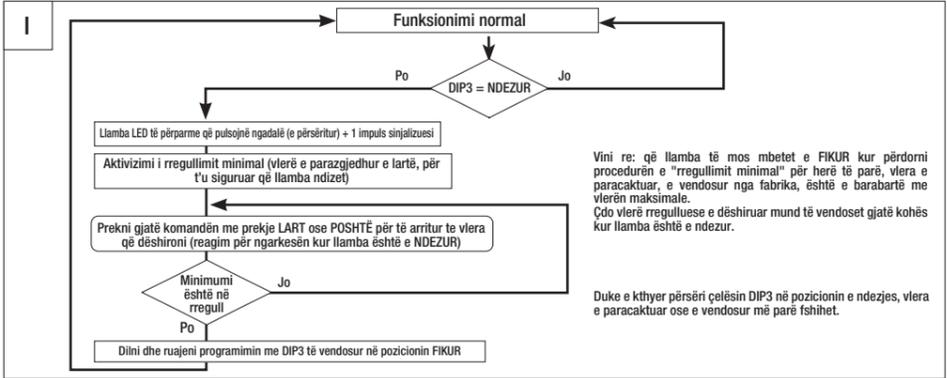 I
Funksionimi normal
Po
DIP3 = NDEZUR
Jo
Llamba LED të përparme që pulsojnë ngadalë (e përsëritur) + 1 impuls sinjalizuesi
Aktivizimi i rregullimit minimal (vlerë e parazgjedhur e lartë, për
t'u siguruar që llamba ndizet)
Prekni gjatë komandën me prekje LART ose POSHTË për të arritur te vlera
që dëshironi (reagim për ngarkesën kur llamba është e NDEZUR)
Minimumi
është në
rregull
Jo
Po
Dilni dhe ruajeni programimin me DIP3 të vendosur në pozicionin FIKUR
Vini re: që llamba të mos mbetet e FIKUR kur përdorni
procedurën e "rregullimit minimal" për herë të parë, vlera e
paracaktuar, e vendosur nga fabrika, është e barabartë me
vlerën maksimale.
Çdo vlerë rregulluese e dëshiruar mund të vendoset gjatë kohës
kur llamba është e ndezur.
Duke e kthyer përsëri çelësin DIP3 në pozicionin e ndezjes, vlera
e paracaktuar ose e vendosur më parë fshihet.